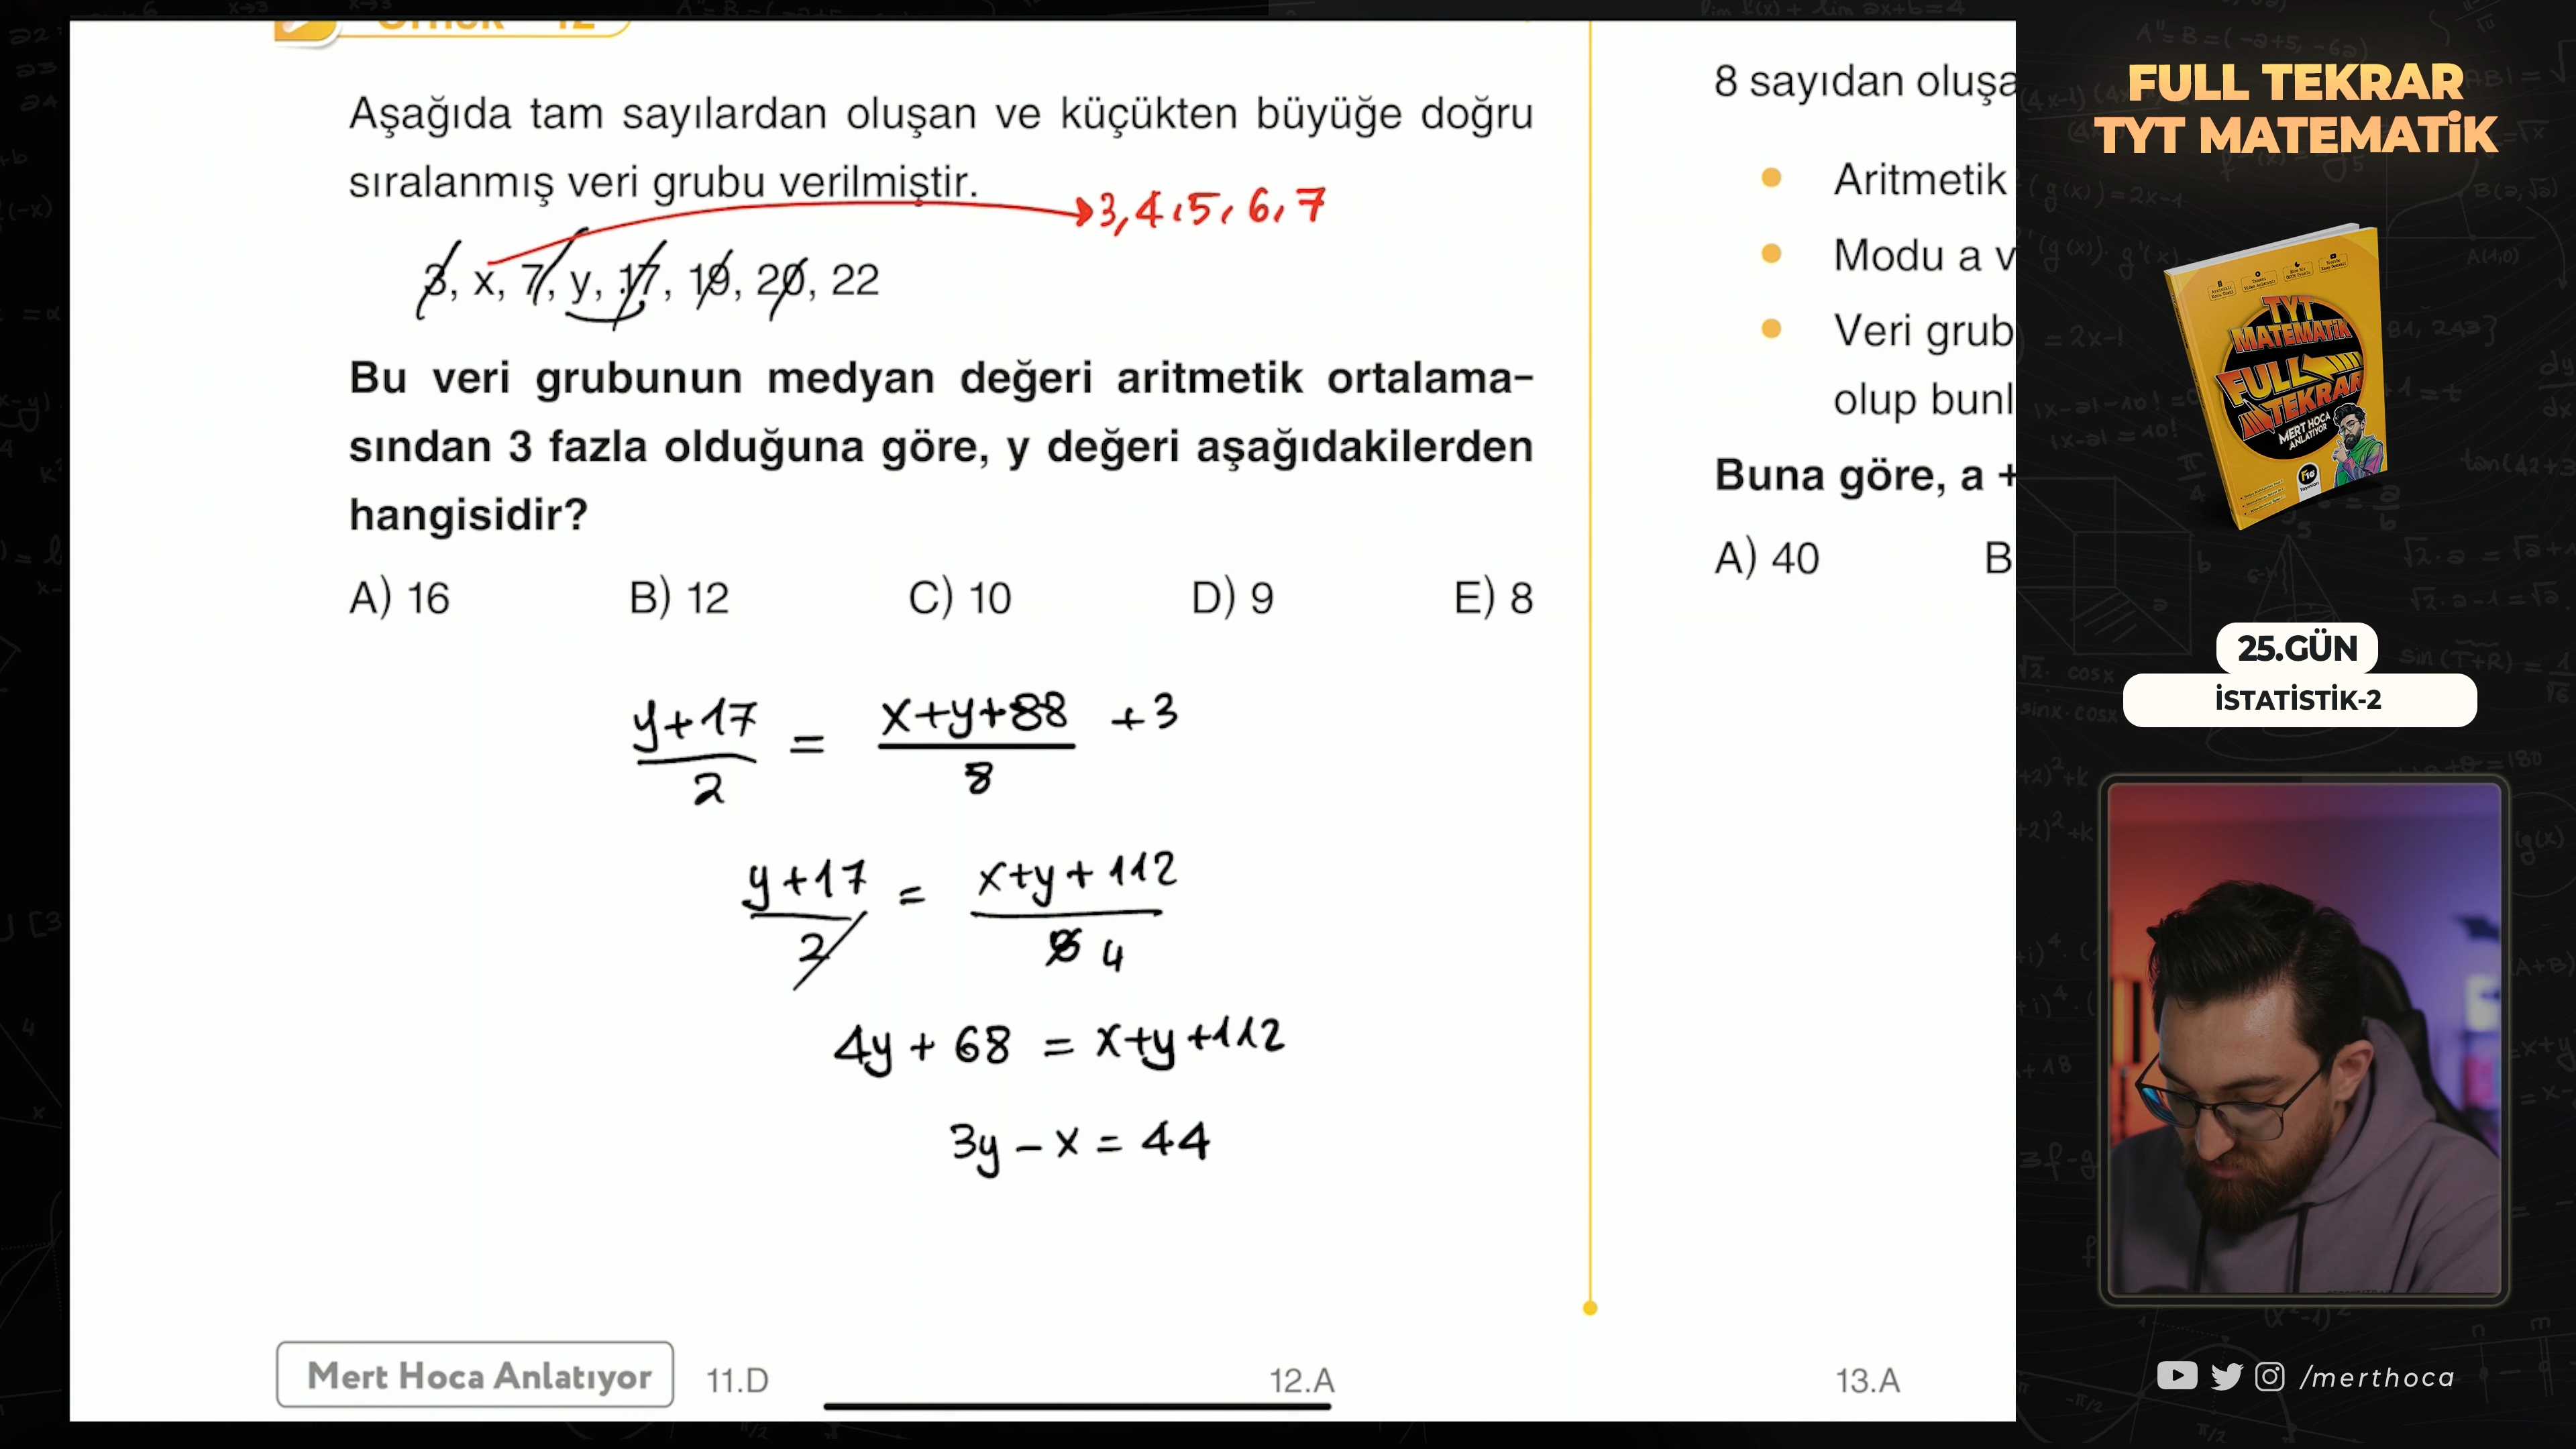 Örnek - 12
Aşağıda tam sayılardan oluşan ve küçükten büyüğe doğru
sıralanmış veri grubu verilmiştir.
3, 4, 5, 6, 7
3, x, 7, y, 17, 19, 20, 22
Bu veri grubunun medyan değeri aritmetik ortalama-
sından 3 fazla olduğuna göre, y değeri aşağıdakilerden
hangisidir?
A) 16 B) 12 C) 10 D) 9 E) 8
y+17/2 = x+y+88/8 +3
y+17/2 = x+y+112/8 4
4y + 68 = x+y+112
3y - x = 44
Mert Hoca Anlatıyor
11.D
12.A
13.A
8 sayıdan oluşa
• Aritmetik
• Modu a v
• Veri grub
olup bunl
Buna göre, a +
A) 40 B
FULL TEKRAR
TYT MATEMATİK
TYT
MATEMATİK
FULL
TEKRAR
MERT HOCA
ANLATIYOR
25.GÜN
İSTATİSTİK-2
/merthoca